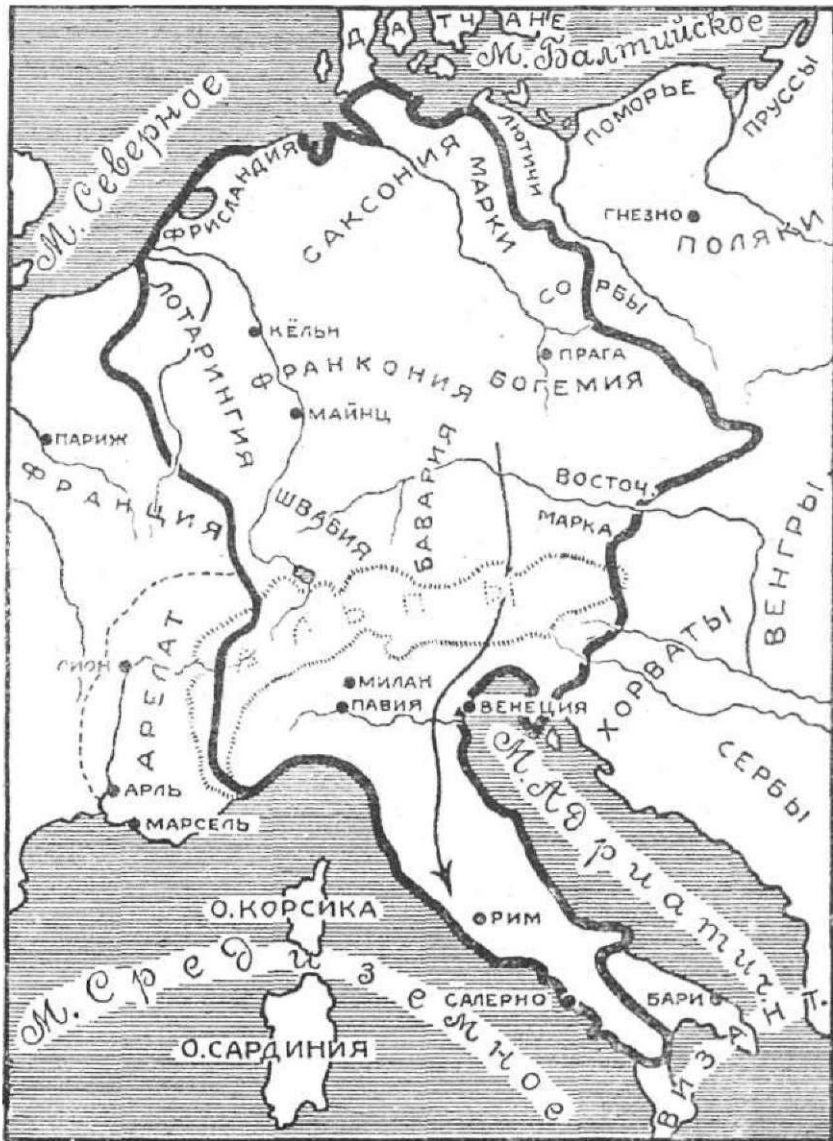 ДАТЧАНЕ
М. Балтийское
М. Северное
ФРИСЛАНДИЯ
САКСОНИЯ
МАРКИ
ЛЮТИЧИ
ПОМОРЬЕ
ПРУССЫ
ГНЕЗНО
ПОЛЯКИ
СОРБЫ
ЛОТАРИНГИЯ
КЁЛЬН
ФРАНКОНИЯ
ПРАГА
БОГЕМИЯ
МАЙНЦ
ПАРИЖ
ФРАНЦИЯ
ШВАБИЯ
БАВАРИЯ
ВОСТОЧ.
МАРКА
ВЕНГРЫ
АЛЬПЫ
ЛИОН
АРЕЛАТ
МИЛАН
ПАВИЯ
ВЕНЕЦИЯ
ХОРВАТЫ
СЕРБЫ
АРЛЬ
МАРСЕЛЬ
М. Адриатич.
О. КОРСИКА
РИМ
М. Средиземное
САЛЕРНО
БАРИ
О. САРДИНИЯ
ВИЗАНТ.